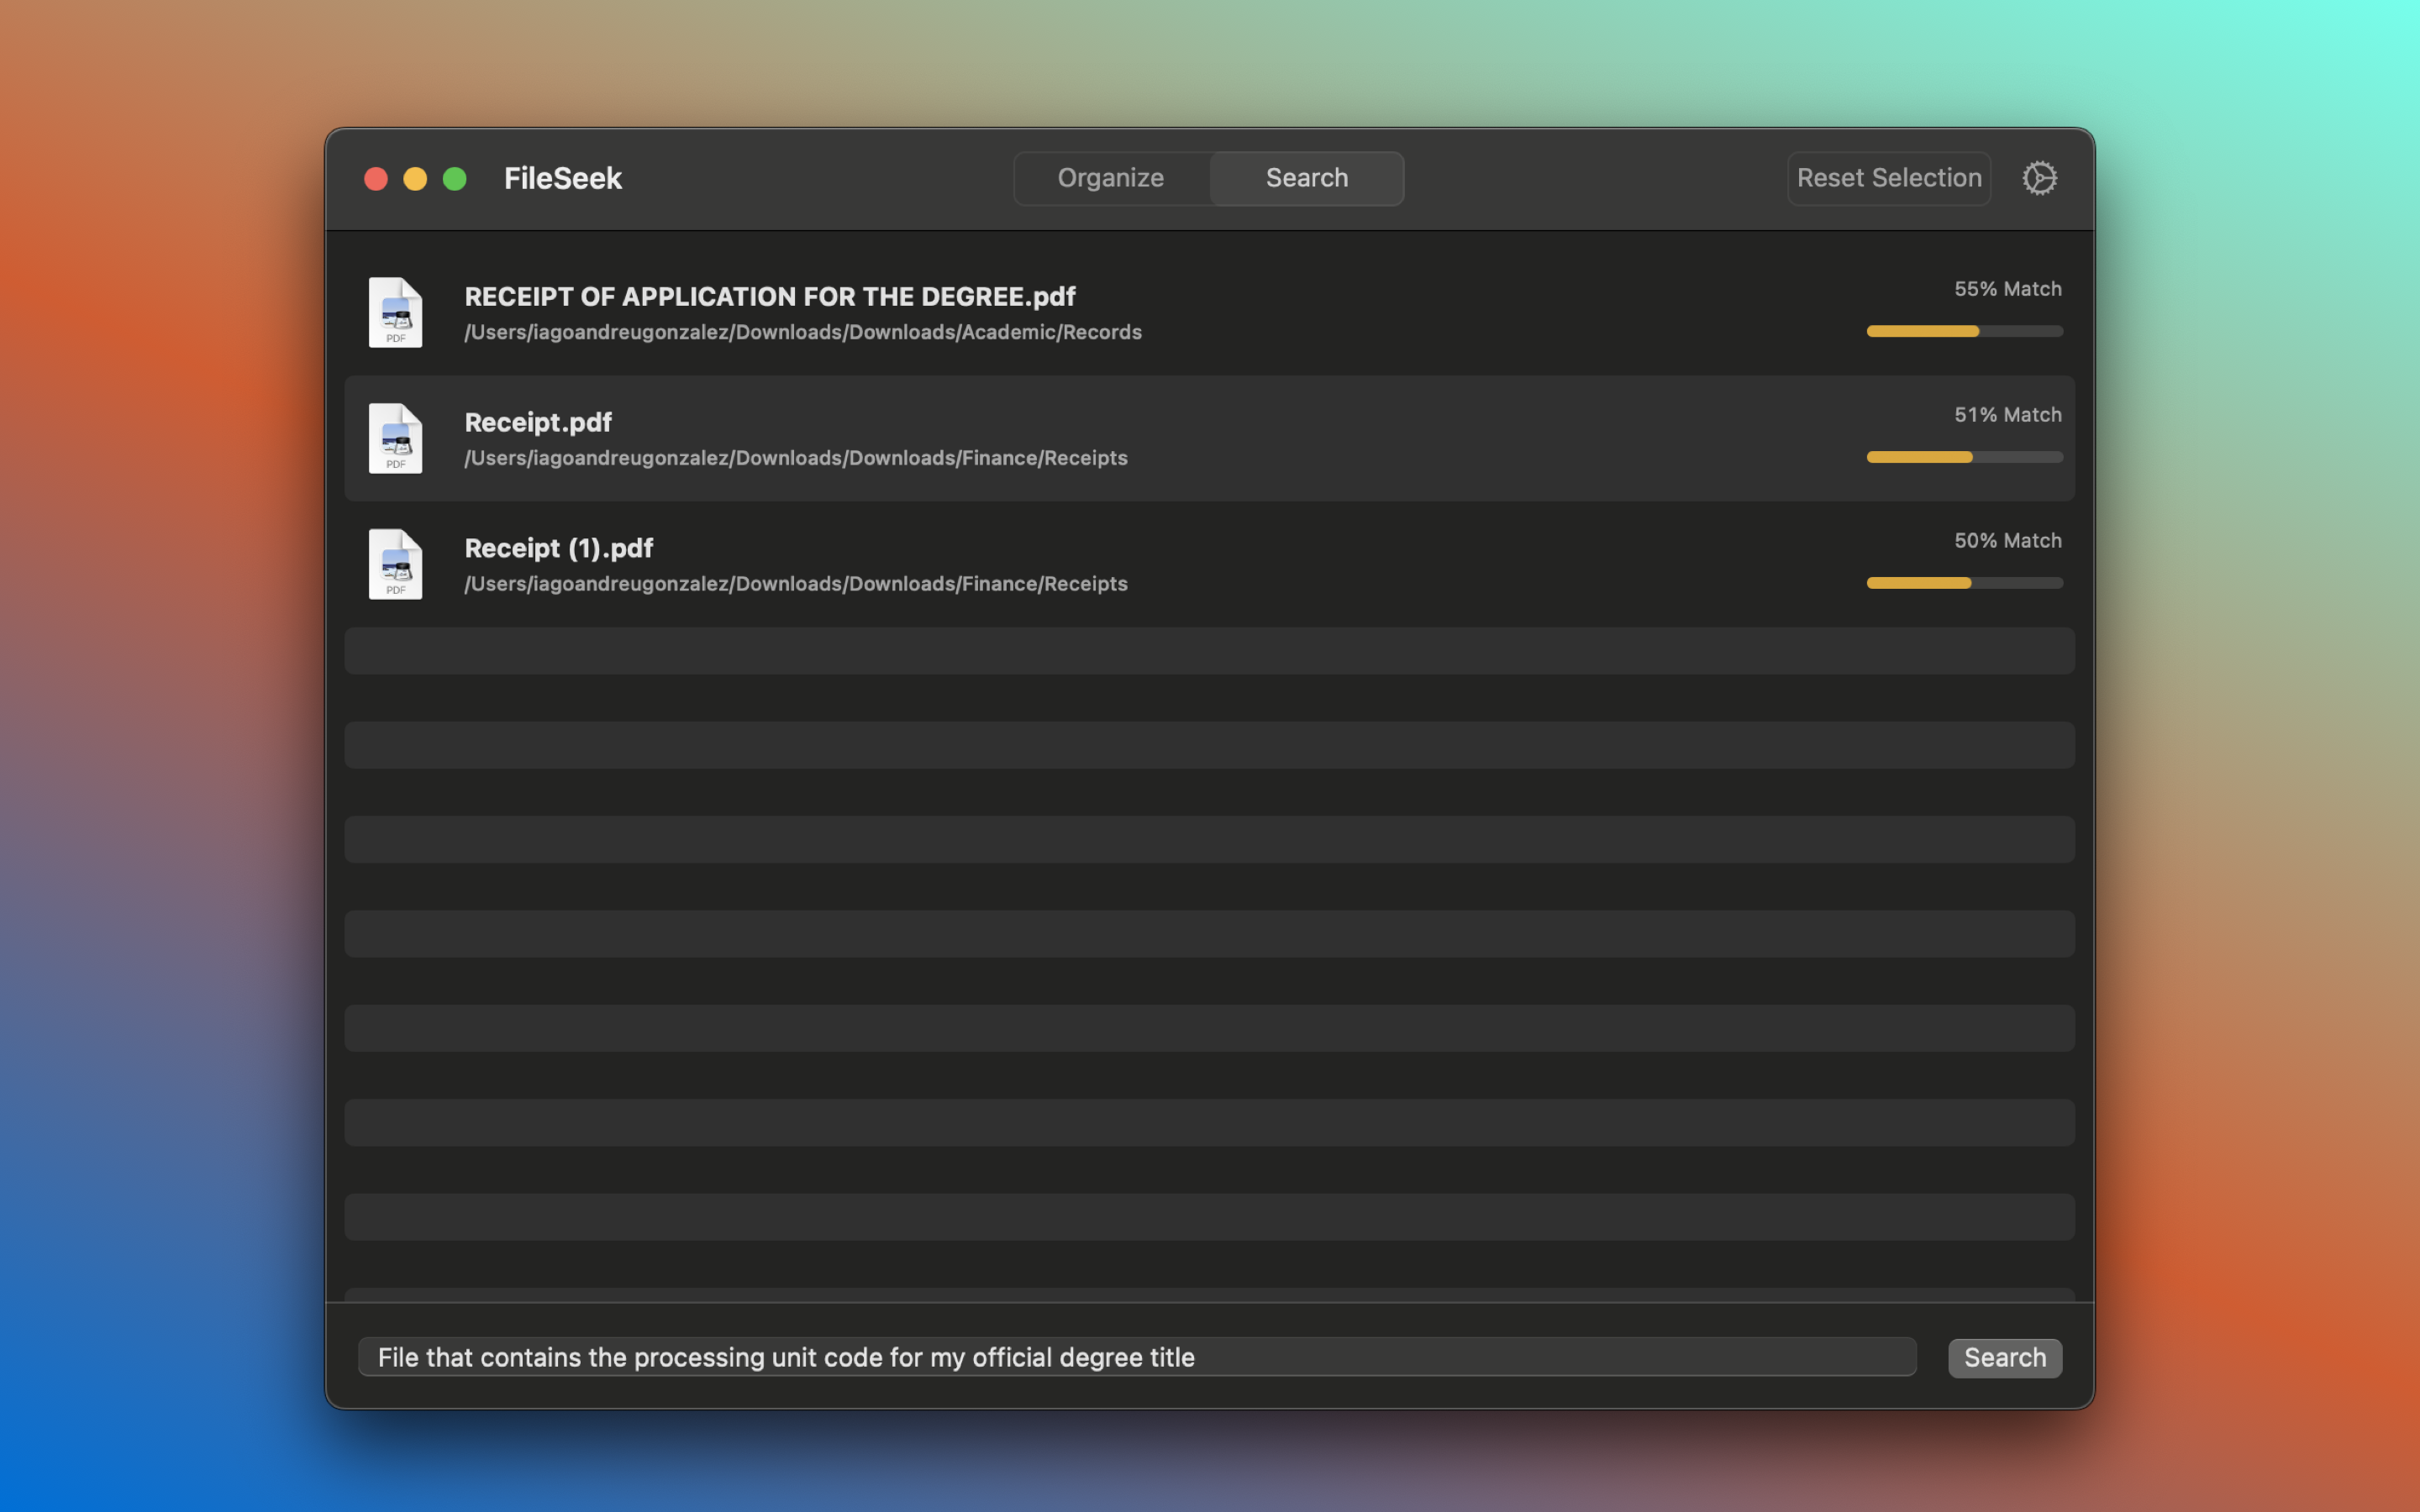 FileSeek
Organize
Search
Reset Selection
RECEIPT OF APPLICATION FOR THE DEGREE.pdf
/Users/iagoandreugonzalez/Downloads/Downloads/Academic/Records
55% Match
PDF
Receipt.pdf
/Users/iagoandreugonzalez/Downloads/Downloads/Finance/Receipts
51% Match
PDF
Receipt (1).pdf
/Users/iagoandreugonzalez/Downloads/Downloads/Finance/Receipts
50% Match
PDF
File that contains the processing unit code for my official degree title
Search